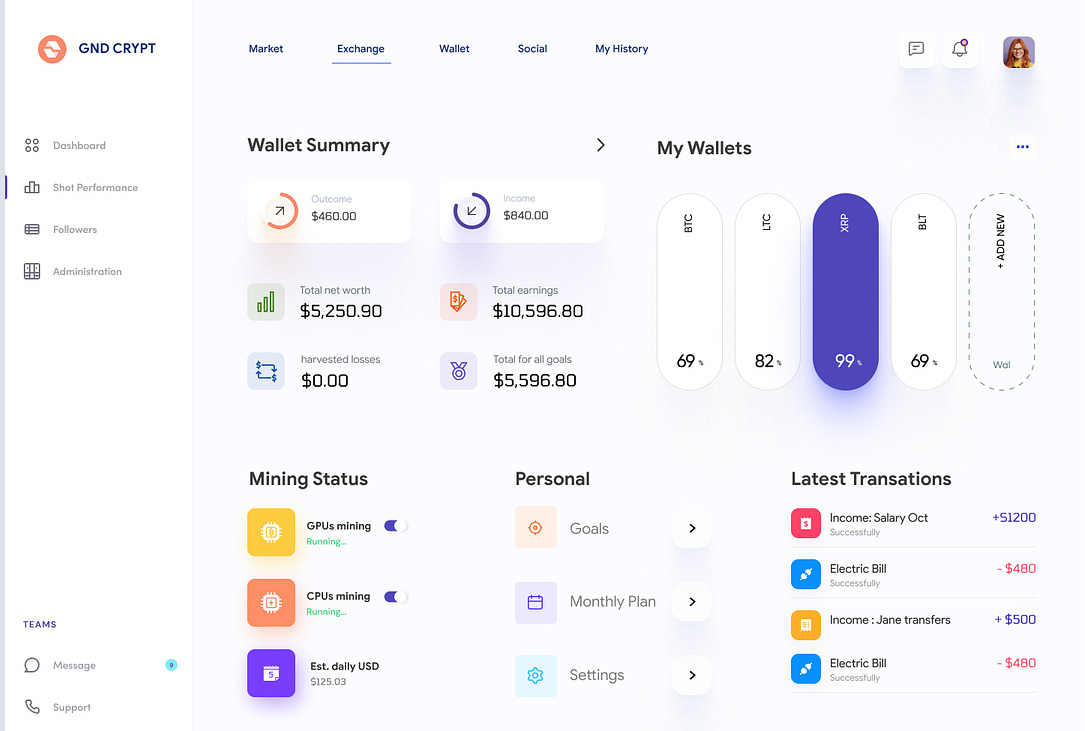 GND CRYPT
Market
Exchange
Wallet
Social
My History
Dashboard
Shot Performance
Followers
Administration
TEAMS
Message
9
Support
Wallet Summary
Outcome
$460.00
Income
$840.00
Total net worth
$5,250.90
Total earnings
$10,596.80
harvested losses
$0.00
Total for all goals
$5,596.80
My Wallets
BTC
69 %
LTC
82 %
XRP
99 %
BLT
69 %
+ ADD NEW
Wal
Mining Status
GPUs mining
Running...
CPUs mining
Running...
Est. daily USD
$125.03
Personal
Goals
Monthly Plan
Settings
Latest Transations
Income: Salary Oct
+S1200
Successfully
Electric Bill
- $480
Successfully
Income : Jane transfers
+ $500
Electric Bill
- $480
Successfully